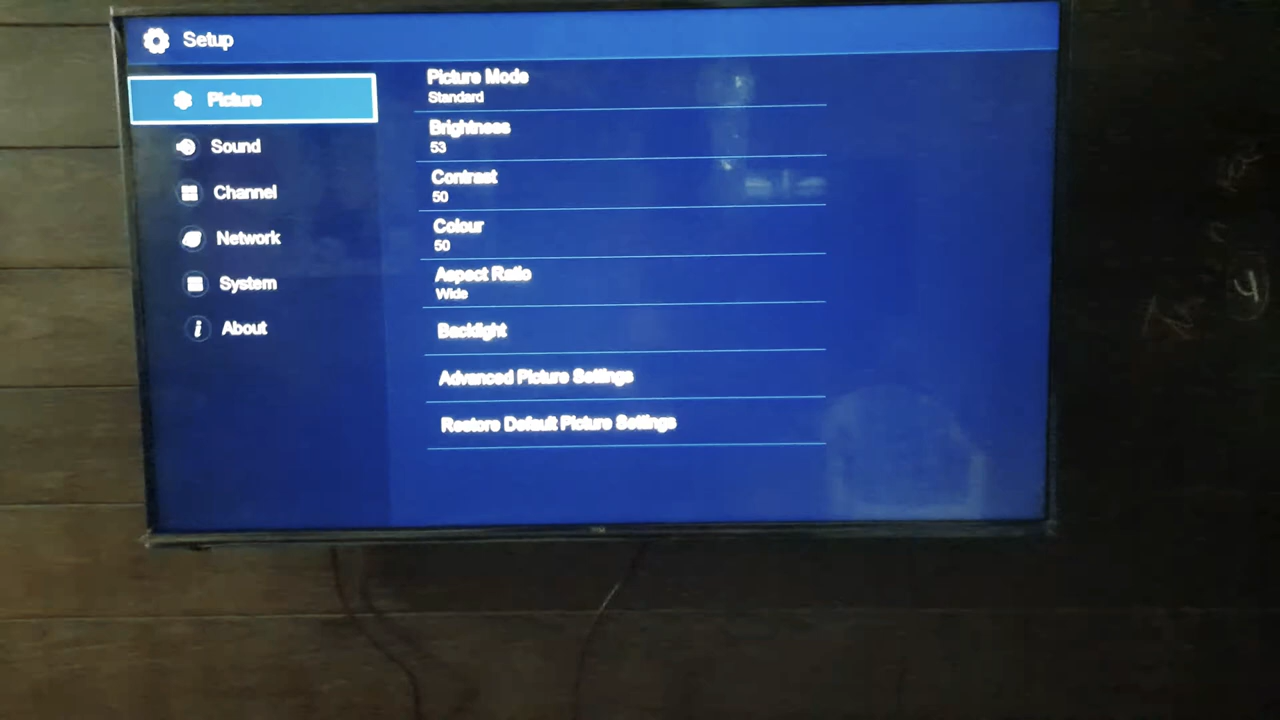 Setup
Picture
Sound
Channel
Network
System
About
Picture Mode
Standard
Brightness
53
Contrast
50
Colour
50
Aspect Ratio
Wide
Backlight
Advanced Picture Settings
Restore Default Picture Settings